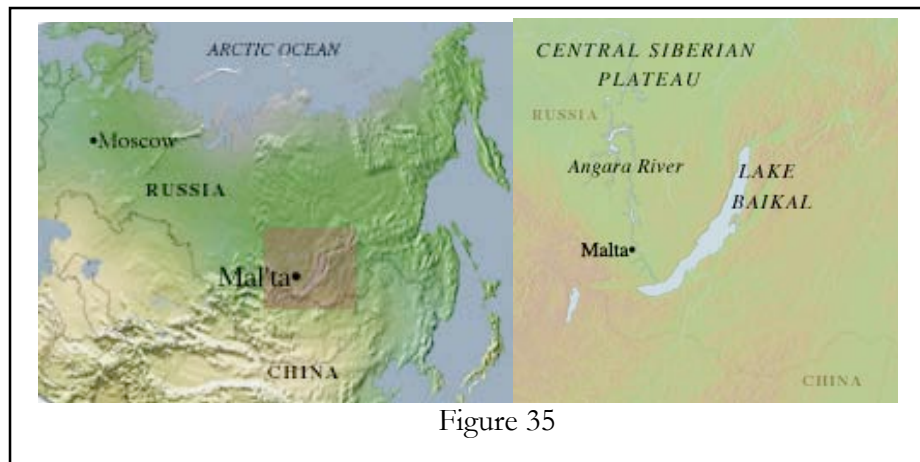 ARCTIC OCEAN
Moscow
RUSSIA
Mal'ta
CHINA
CENTRAL SIBERIAN
PLATEAU
RUSSIA
Angara River
LAKE
BAIKAL
Malta
CHINA
Figure 35